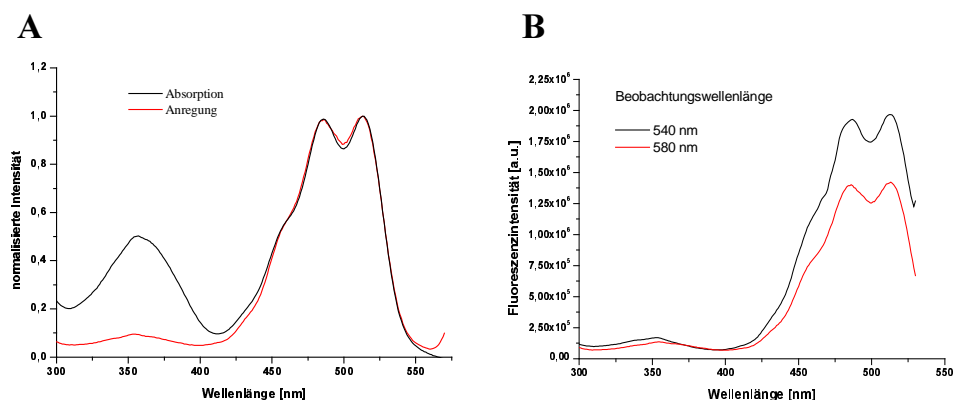 A
B
1,2
1,0
0,8
0,6
0,4
0,2
0,0
normalisierte Intensität
Absorption
Anregung
300
350
400
450
500
550
Wellenlänge [nm]
2,25x10⁶
2,00x10⁶
1,75x10⁶
1,50x10⁶
1,25x10⁶
1,00x10⁶
7,50x10⁵
5,00x10⁵
2,50x10⁵
0,00
Fluoreszenzintensität [a.u.]
Beobachtungswellenlänge
540 nm
580 nm
300
350
400
450
500
550
Wellenlänge [nm]